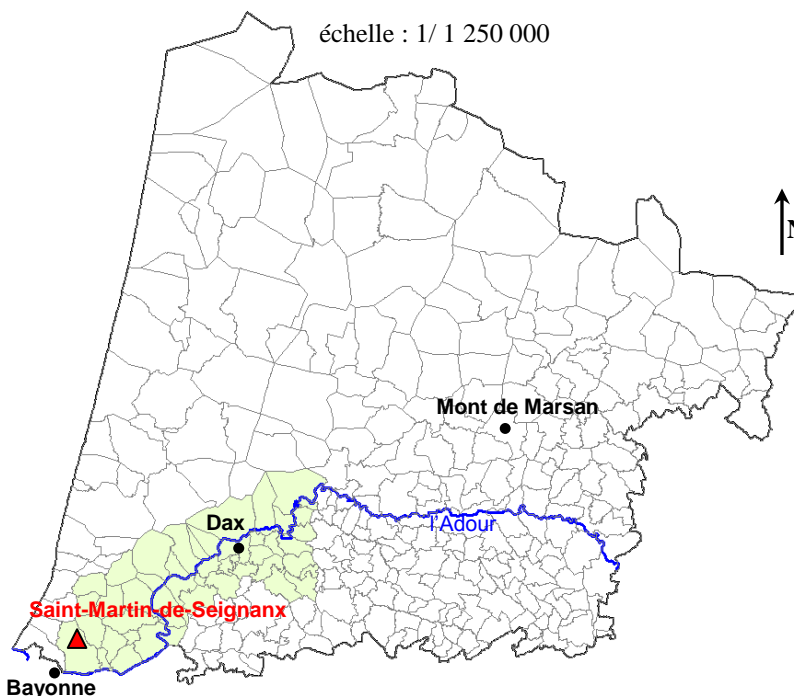 échelle : 1/ 1 250 000
N
Mont de Marsan
l'Adour
Dax
Saint-Martin-de-Seignanx
Bayonne